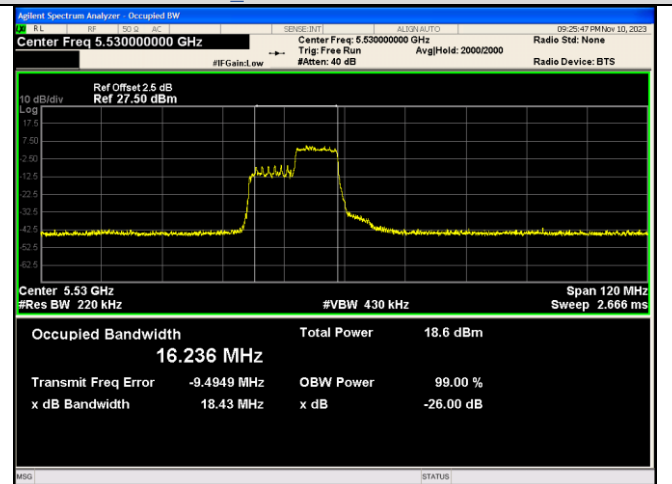 Agilent Spectrum Analyzer - Occupied BW
RL RF 50 Ω AC SENSE:INT ALIGN AUTO 09:25:47 PM Nov 10, 2023
Center Freq 5.530000000 GHz Center Freq: 5.530000000 GHz Radio Std: None
Trig: Free Run Avg|Hold: 2000/2000
#IFGain:Low #Atten: 40 dB Radio Device: BTS
Ref Offset 2.5 dB
10 dB/div Ref 27.50 dBm
Log
17.5
7.50
-2.50
-12.5
-22.5
-32.5
-42.5
-52.5
-62.5
Center 5.53 GHz Span 120 MHz
#Res BW 220 kHz #VBW 430 kHz Sweep 2.666 ms
Occupied Bandwidth Total Power 18.6 dBm
16.236 MHz
Transmit Freq Error -9.4949 MHz OBW Power 99.00 %
x dB Bandwidth 18.43 MHz x dB -26.00 dB
MSG STATUS